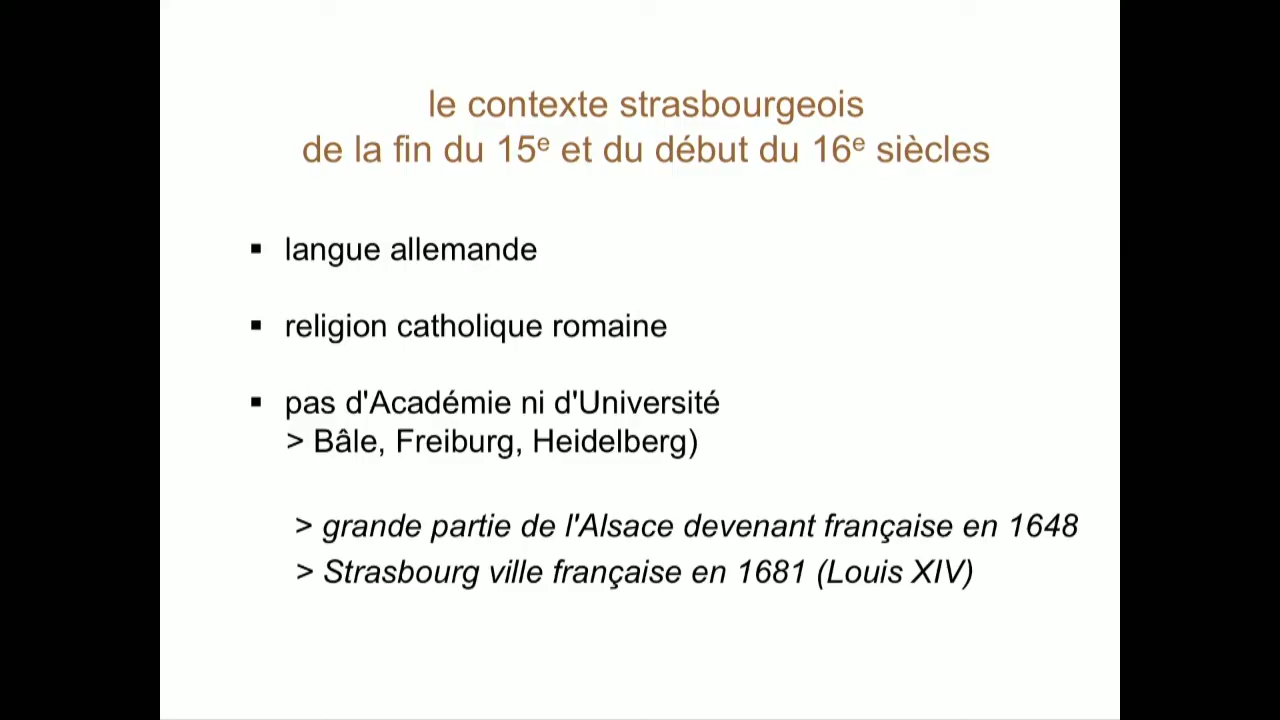 le contexte strasbourgeois
de la fin du 15e et du début du 16e siècles
▪ langue allemande
▪ religion catholique romaine
▪ pas d'Académie ni d'Université
> Bâle, Freiburg, Heidelberg)
> grande partie de l'Alsace devenant française en 1648
> Strasbourg ville française en 1681 (Louis XIV)